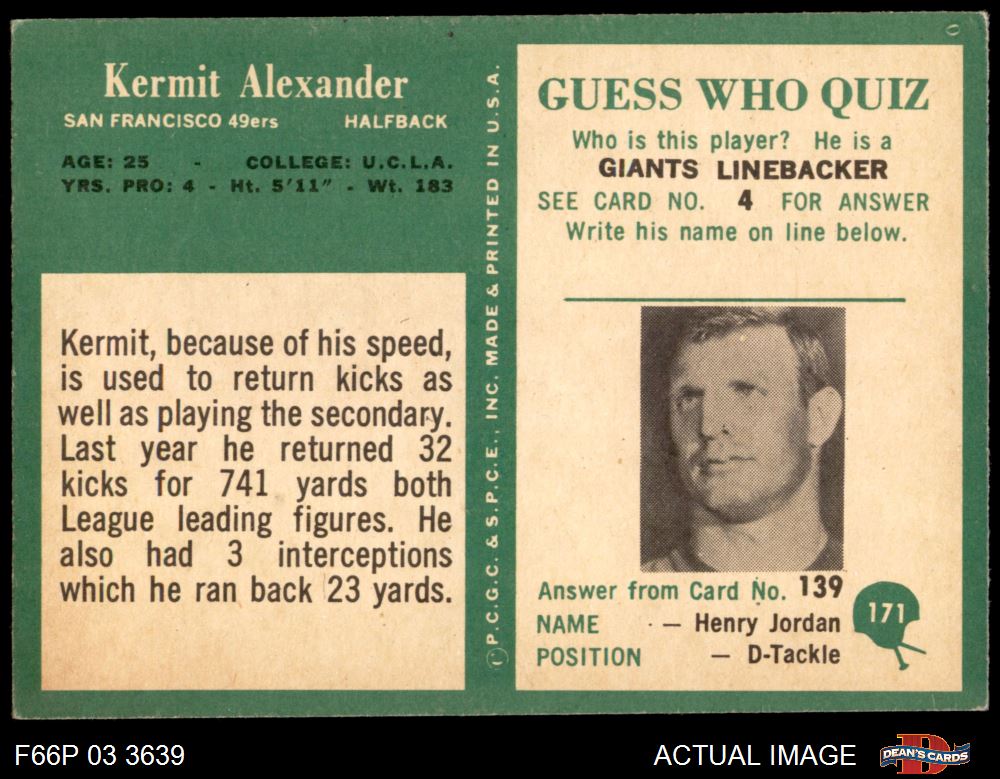 Kermit Alexander
SAN FRANCISCO 49ers HALFBACK
AGE: 25 - COLLEGE: U.C.L.A.
YRS. PRO: 4 - Ht. 5'11" - Wt. 183
Kermit, because of his speed,
is used to return kicks as
well as playing the secondary.
Last year he returned 32
kicks for 741 yards both
League leading figures. He
also had 3 interceptions
which he ran back 23 yards.
©P.C.G.C. & S.P.C.E., INC. MADE & PRINTED IN U.S.A.
GUESS WHO QUIZ
Who is this player? He is a
GIANTS LINEBACKER
SEE CARD NO. 4 FOR ANSWER
Write his name on line below.
Answer from Card No. 139
NAME — Henry Jordan
POSITION — D-Tackle
171
F66P 03 3639
ACTUAL IMAGE
DEAN'S CARDS